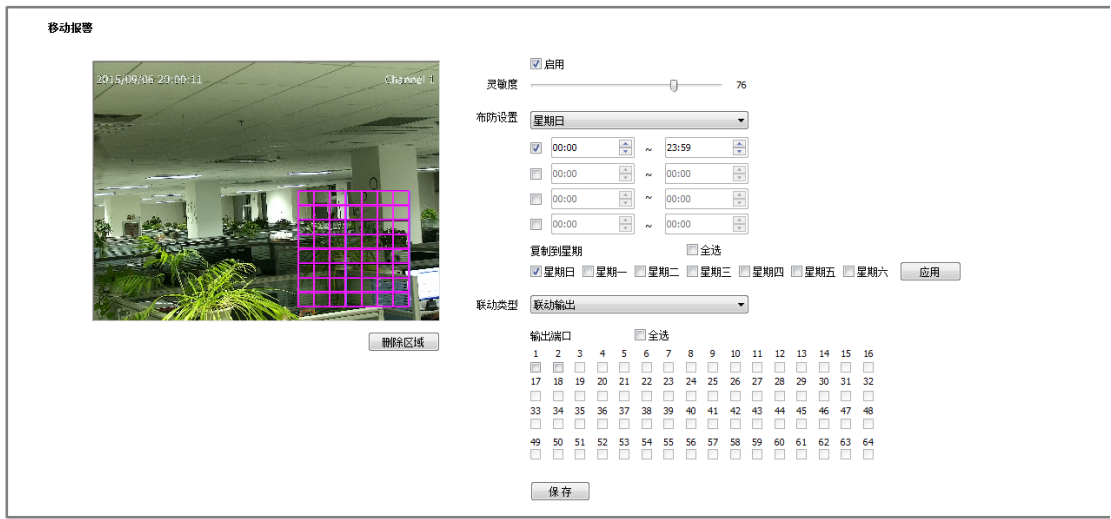 移动报警
2015/09/06 20:00:11
Channel 1
删除区域
启用
灵敏度 76
布防设置 星期日
00:00 ~ 23:59
00:00 ~ 00:00
00:00 ~ 00:00
00:00 ~ 00:00
复制到星期 全选
星期日 星期一 星期二 星期三 星期四 星期五 星期六 应用
联动类型 联动输出
输出端口 全选
1 2 3 4 5 6 7 8 9 10 11 12 13 14 15 16
17 18 19 20 21 22 23 24 25 26 27 28 29 30 31 32
33 34 35 36 37 38 39 40 41 42 43 44 45 46 47 48
49 50 51 52 53 54 55 56 57 58 59 60 61 62 63 64
保存